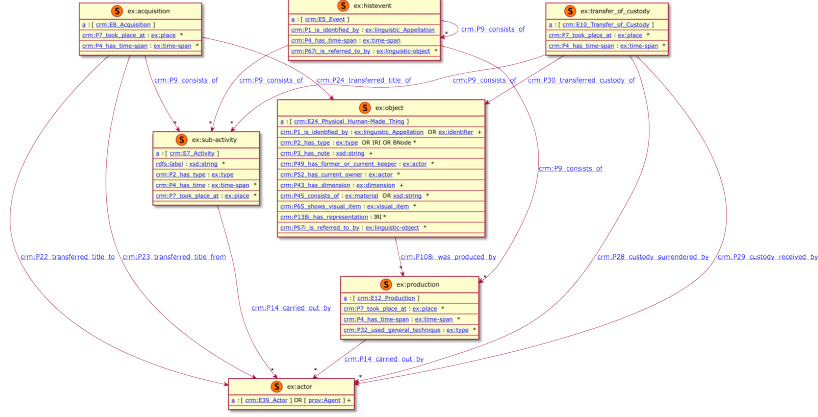 S ex:acquisition
a : [ crm:E8_Acquisition ]
crm:P7_took_place_at : ex:place *
crm:P4_has_time-span : ex:time-span *
S ex:histevent
a : [ crm:E5_Event ]
crm:P1_is_identified_by : ex:linguistic_Appellation
crm:P4_has_time-span : ex:time-span
crm:P67i_is_referred_to_by : ex:linguistic-object *
S ex:transfer_of_custody
a : [ crm:E10_Transfer_of_Custody ]
crm:P7_took_place_at : ex:place *
crm:P4_has_time-span : ex:time-span *
crm:P9_consists_of
*
crm:P9_consists_of
crm:P9_consists_of
crm:P24_transferred_title_of
crm:P9_consists_of
crm:P30_transferred_custody_of
* * *
S ex:object
a : [ crm:E24_Physical_Human-Made_Thing ]
crm:P1_is_identified_by : ex:linguistic_Appellation OR ex:identifier +
crm:P2_has_type : ex:type OR IRI OR BNode *
crm:P3_has_note : xsd:string +
crm:P49_has_former_or_current_keeper : ex:actor *
crm:P52_has_current_owner : ex:actor *
crm:P43_has_dimension : ex:dimension +
crm:P45_consists_of : ex:material OR xsd:string *
crm:P65_shows_visual_item : ex:visual_item *
crm:P138i_has_representation : IRI *
crm:P67i_is_referred_to_by : ex:linguistic-object *
S ex:sub-activity
a : [ crm:E7_Activity ]
rdfs:label : xsd:string *
crm:P2_has_type : ex:type
crm:P4_has_time : ex:time-span *
crm:P7_took_place_at : ex:place *
crm:P9_consists_of
crm:P22_transferred_title_to
crm:P23_transferred_title_from
crm:P108i_was_produced_by
crm:P28_custody_surrendered_by
crm:P29_custody_received_by
* *
S ex:production
a : [ crm:E12_Production ]
crm:P7_took_place_at : ex:place *
crm:P4_has_time-span : ex:time-span *
crm:P32_used_general_technique : ex:type *
crm:P14_carried_out_by
crm:P14_carried_out_by
* * *
S ex:actor
a : [ crm:E39_Actor ] OR [ prov:Agent ] +